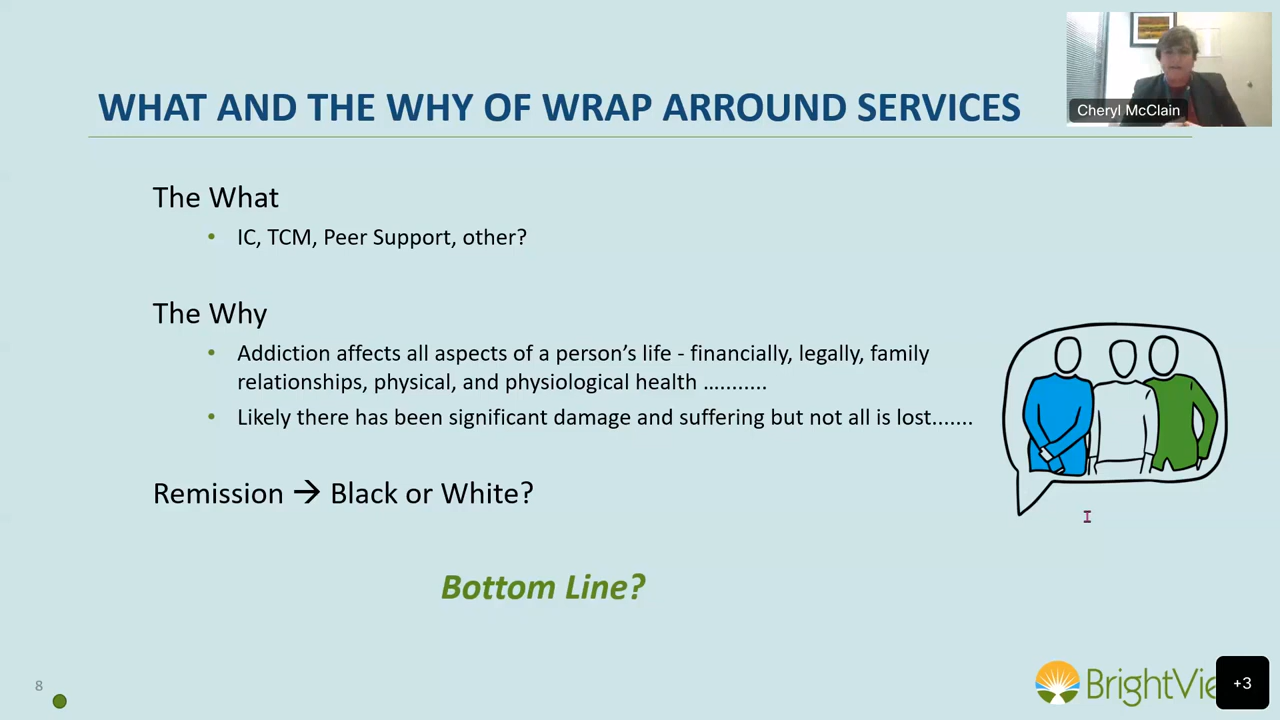 WHAT AND THE WHY OF WRAP ARROUND SERVICES
Cheryl McClain
The What
• IC, TCM, Peer Support, other?
The Why
• Addiction affects all aspects of a person’s life - financially, legally, family
relationships, physical, and physiological health ...........
• Likely there has been significant damage and suffering but not all is lost.......
Remission → Black or White?
Bottom Line?
8
BrightVie
+3